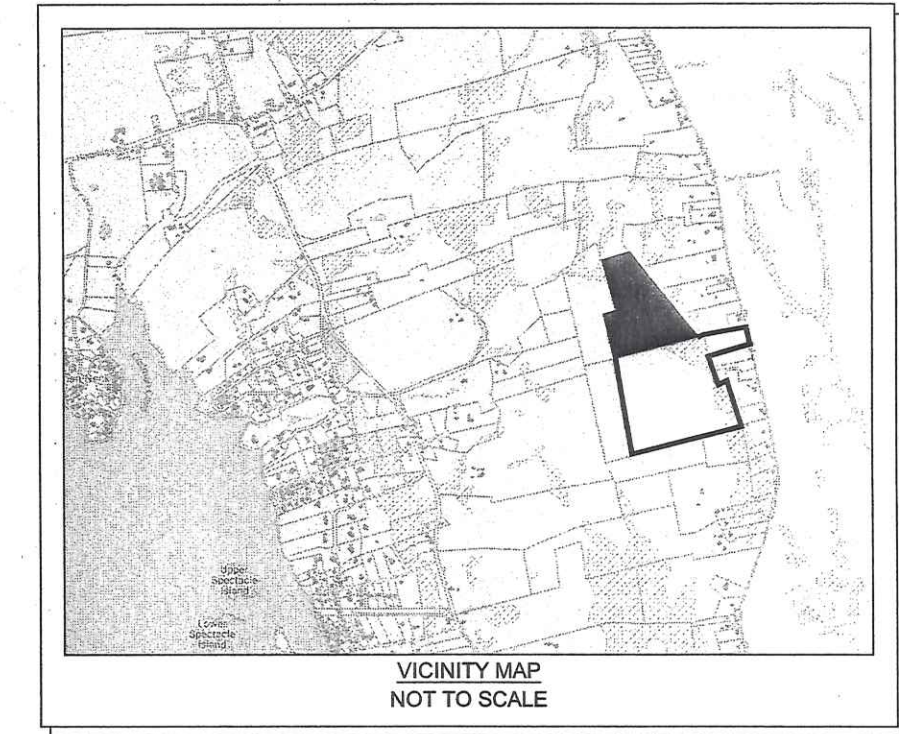 Upper
Spectacle
Island
Lower
Spectacle
Island
VICINITY MAP
NOT TO SCALE